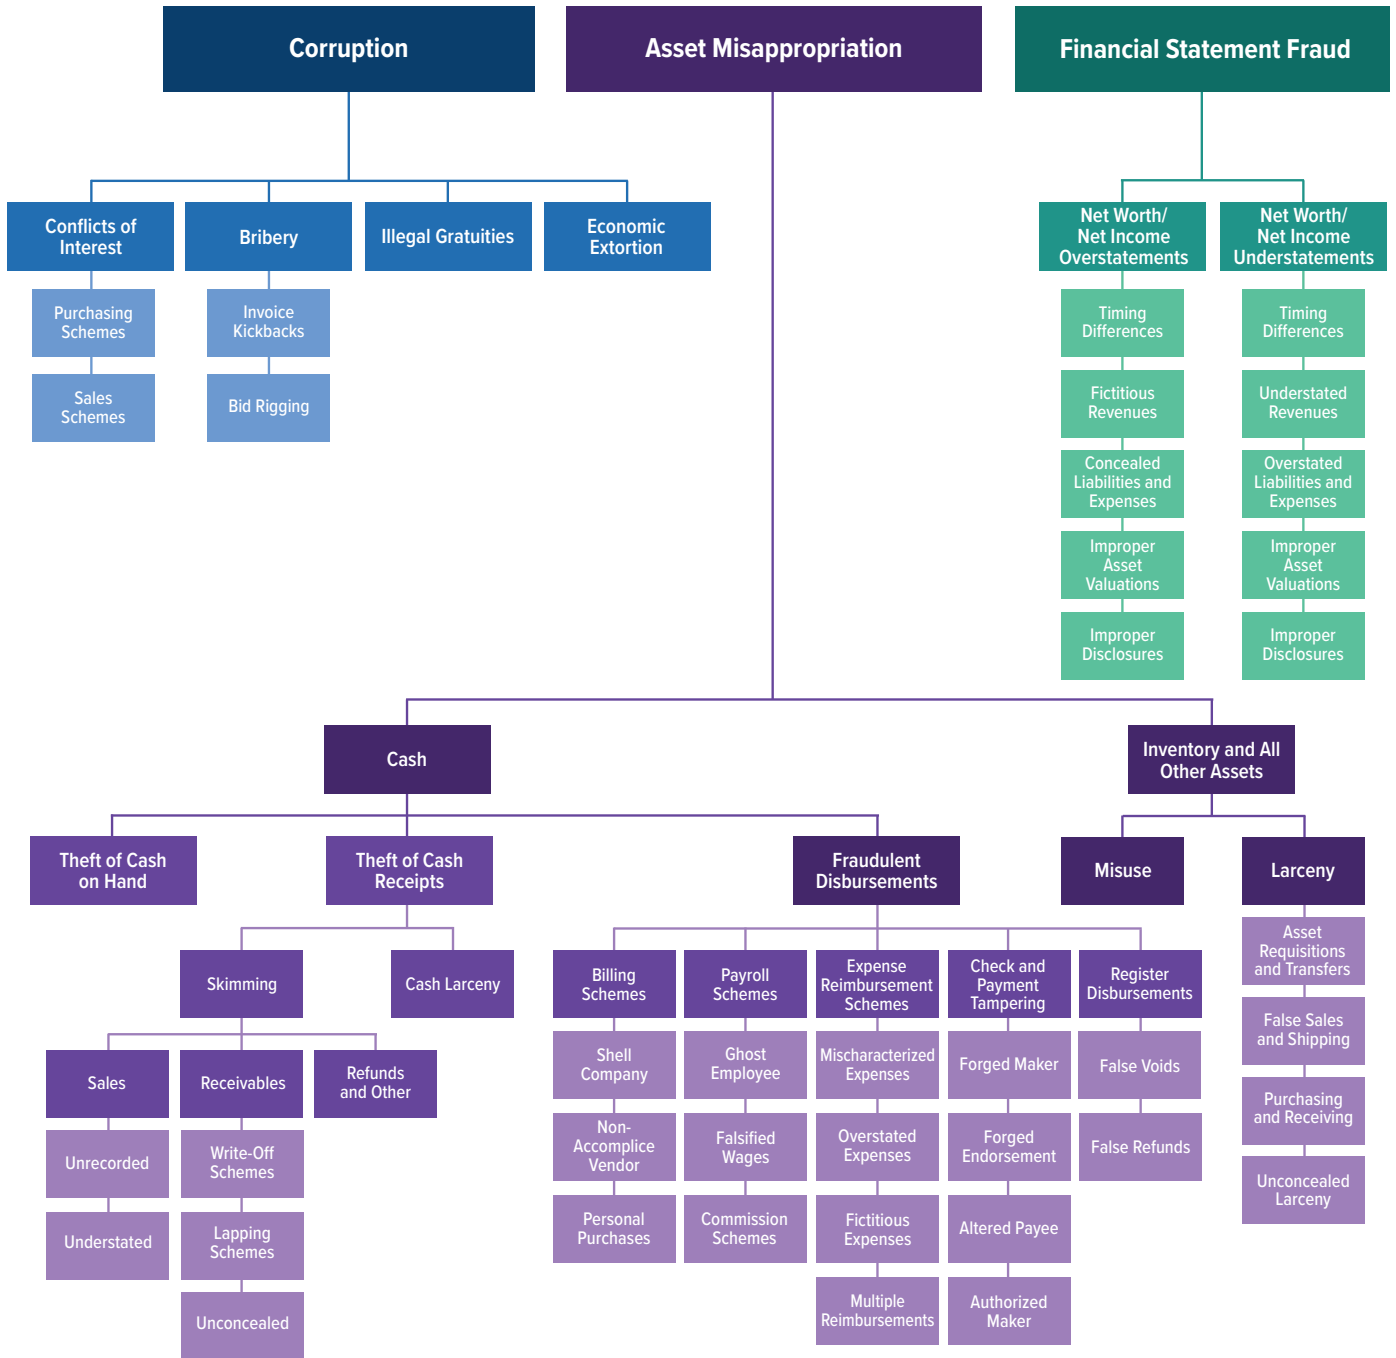 Corruption
Asset Misappropriation
Financial Statement Fraud
Conflicts of
Interest
Bribery
Illegal Gratuities
Economic
Extortion
Net Worth/
Net Income
Overstatements
Net Worth/
Net Income
Understatements
Purchasing
Schemes
Sales
Schemes
Invoice
Kickbacks
Bid Rigging
Timing
Differences
Fictitious
Revenues
Concealed
Liabilities and
Expenses
Improper
Asset
Valuations
Improper
Disclosures
Timing
Differences
Understated
Revenues
Overstated
Liabilities and
Expenses
Improper
Asset
Valuations
Improper
Disclosures
Cash
Inventory and All
Other Assets
Theft of Cash
on Hand
Theft of Cash
Receipts
Fraudulent
Disbursements
Misuse
Larceny
Skimming
Cash Larceny
Sales
Receivables
Refunds
and Other
Unrecorded
Understated
Write-Off
Schemes
Lapping
Schemes
Unconcealed
Billing
Schemes
Shell
Company
Non-
Accomplice
Vendor
Personal
Purchases
Payroll
Schemes
Ghost
Employee
Falsified
Wages
Commission
Schemes
Expense
Reimbursement
Schemes
Mischaracterized
Expenses
Overstated
Expenses
Fictitious
Expenses
Multiple
Reimbursements
Check and
Payment
Tampering
Forged Maker
Forged
Endorsement
Altered Payee
Authorized
Maker
Register
Disbursements
False Voids
False Refunds
Asset
Requisitions
and Transfers
False Sales
and Shipping
Purchasing
and Receiving
Unconcealed
Larceny